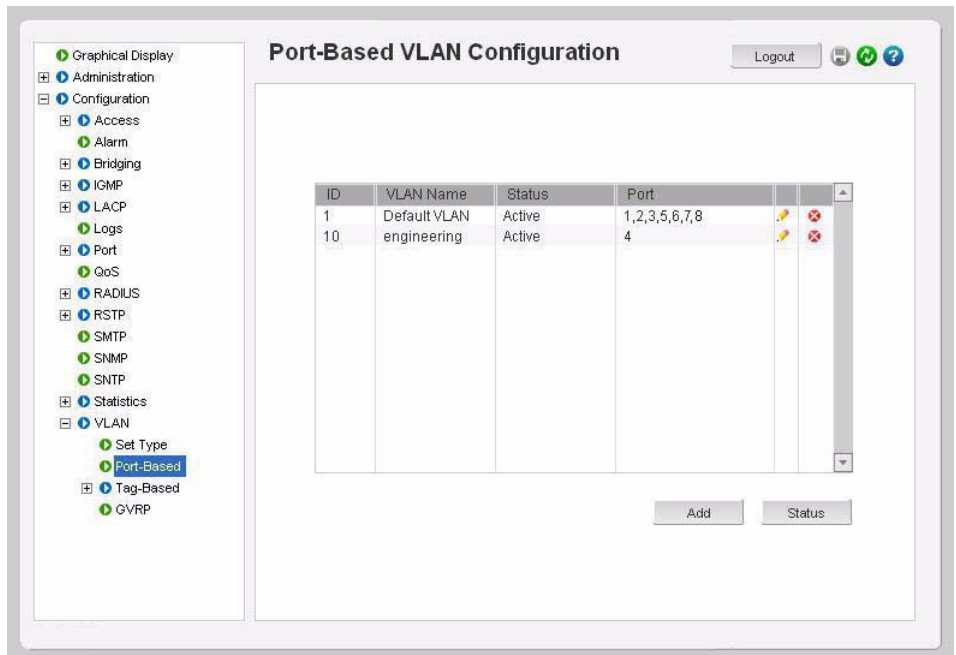 Port-Based VLAN Configuration
Logout
?
Graphical Display
Administration
Configuration
Access
Alarm
Bridging
IGMP
LACP
Logs
Port
QoS
RADIUS
RSTP
SMTP
SNMP
SNTP
Statistics
VLAN
Set Type
Port-Based
Tag-Based
GVRP
ID VLAN Name Status Port
1 Default VLAN Active 1,2,3,5,6,7,8
10 engineering Active 4
Add Status